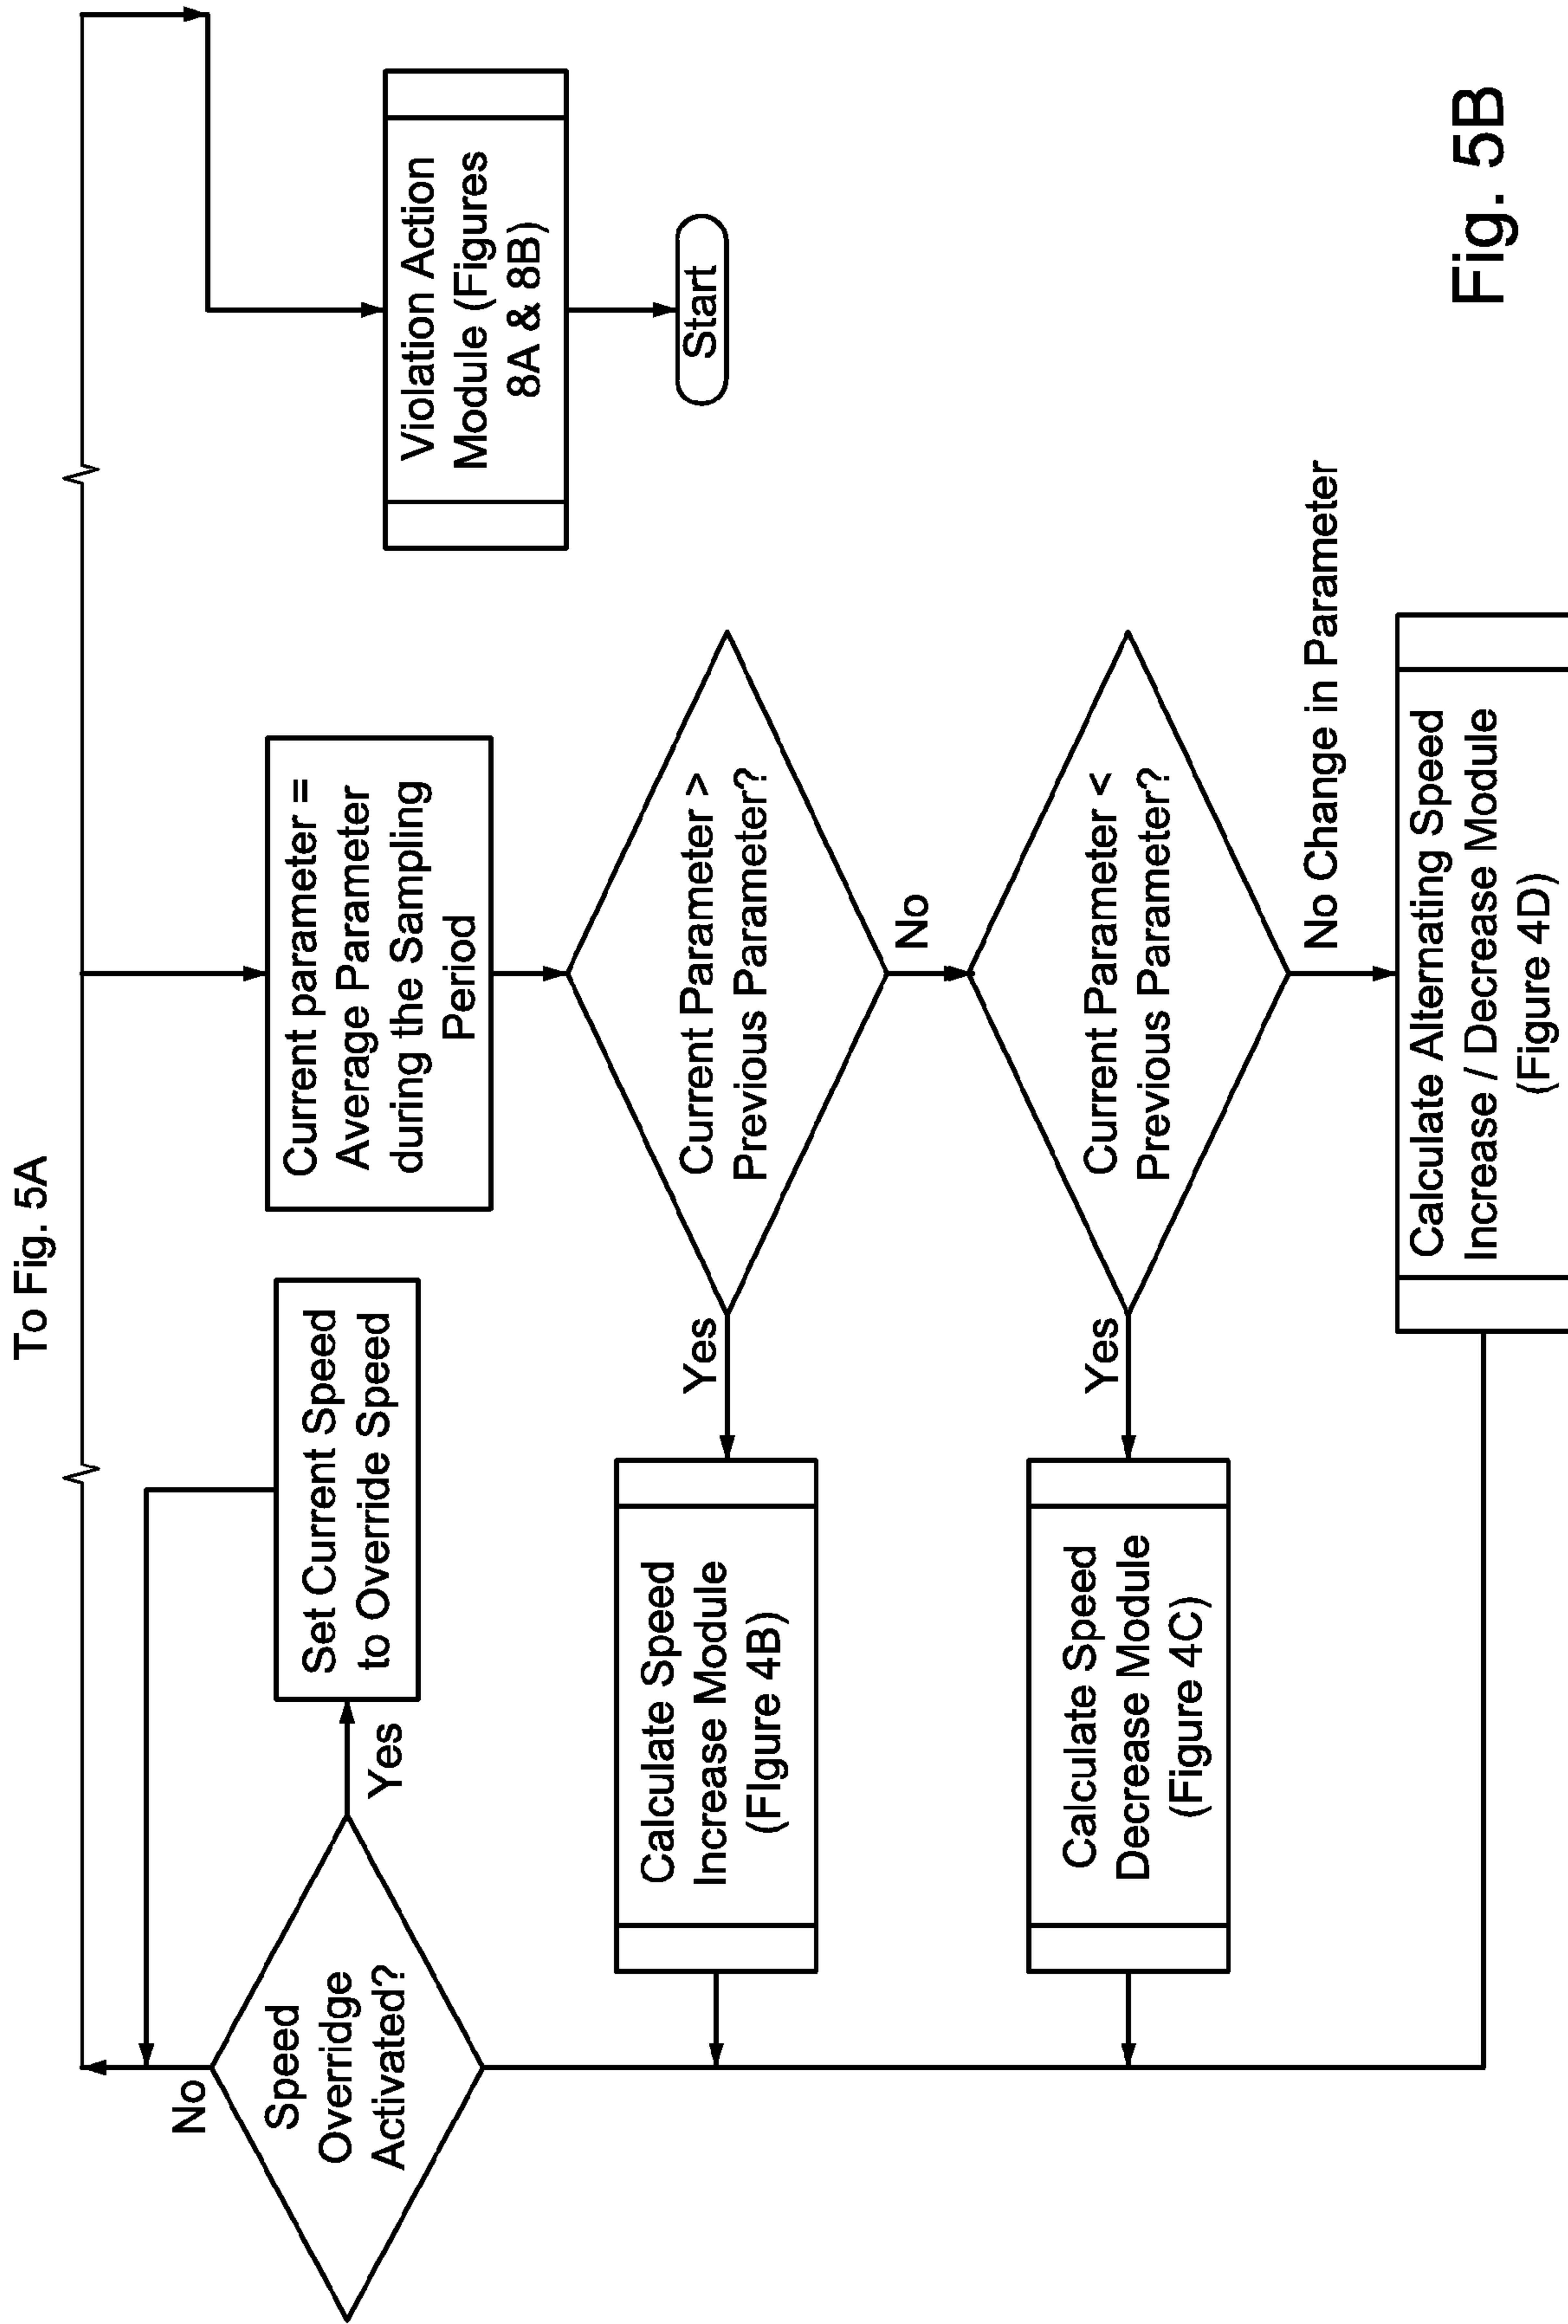 To Fig. 5A
No
Speed
Overridge
Activated?
Yes
Set Current Speed
to Override Speed
Current parameter =
Average Parameter
during the Sampling
Period
Violation Action
Module (Figures
8A & 8B)
Start
Current Parameter >
Previous Parameter?
Yes
No
Calculate Speed
Increase Module
(FIgure 4B)
Current Parameter <
Previous Parameter?
Yes
No Change in Parameter
Calculate Speed
Decrease Module
(Figure 4C)
Calculate Alternating Speed
Increase / Decrease Module
(Figure 4D)
Fig. 5B